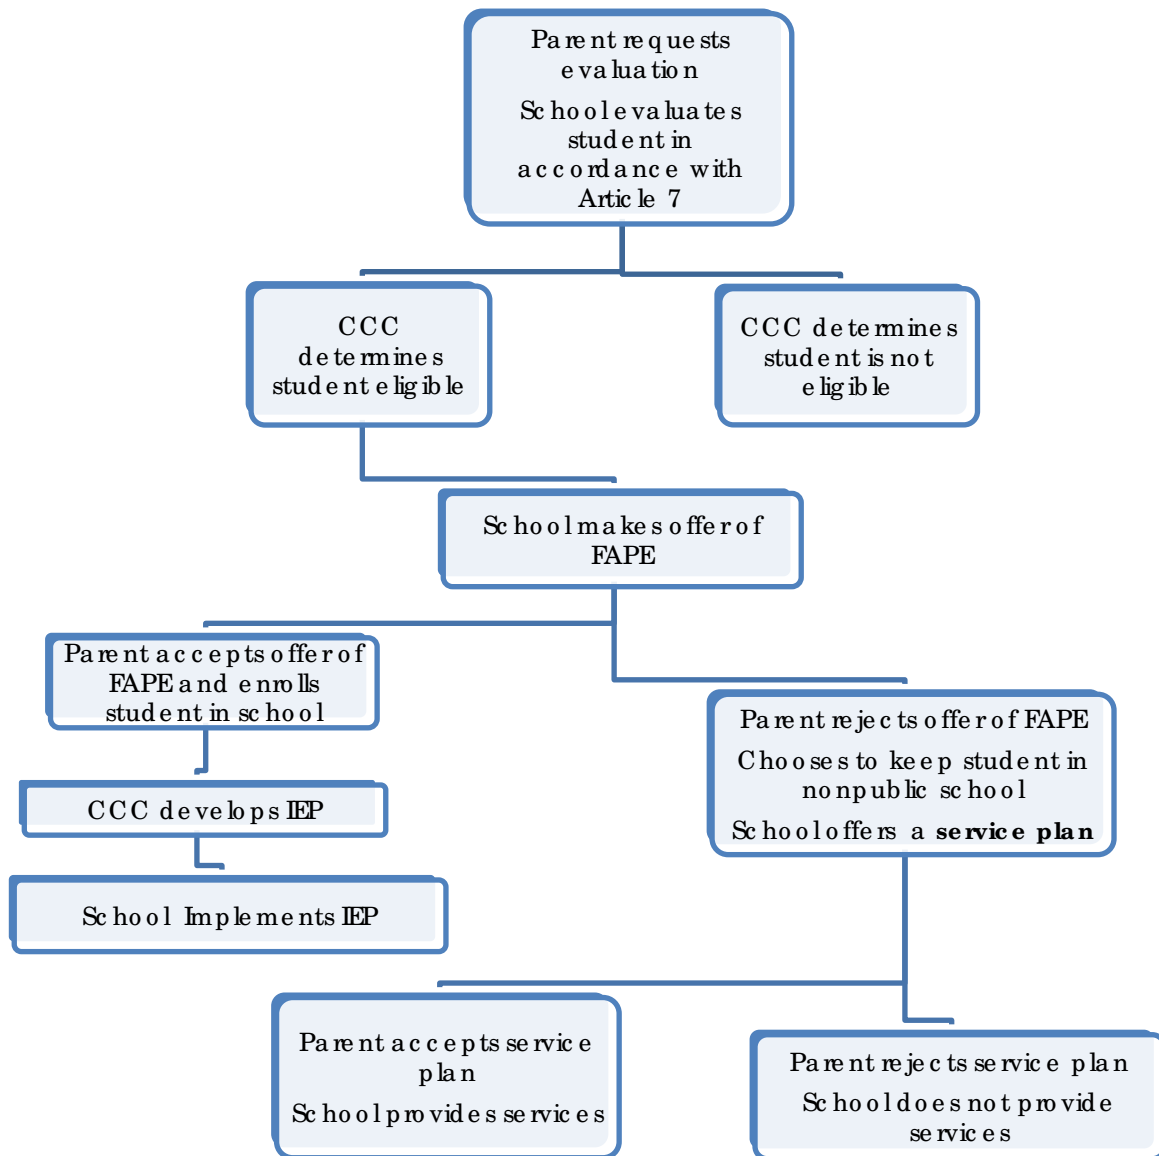 Parent requests
evaluation
School evaluates
student in
accordance with
Article 7
CCC
determines
student eligible
CCC determines
student is not
eligible
School makes offer of
FAPE
Parent accepts offer of
FAPE and enrolls
student in school
Parent rejects offer of FAPE
Chooses to keep student in
nonpublic school
School offers a service plan
CCC develops IEP
School Implements IEP
Parent accepts service
plan
School provides services
Parent rejects service plan
School does not provide
services